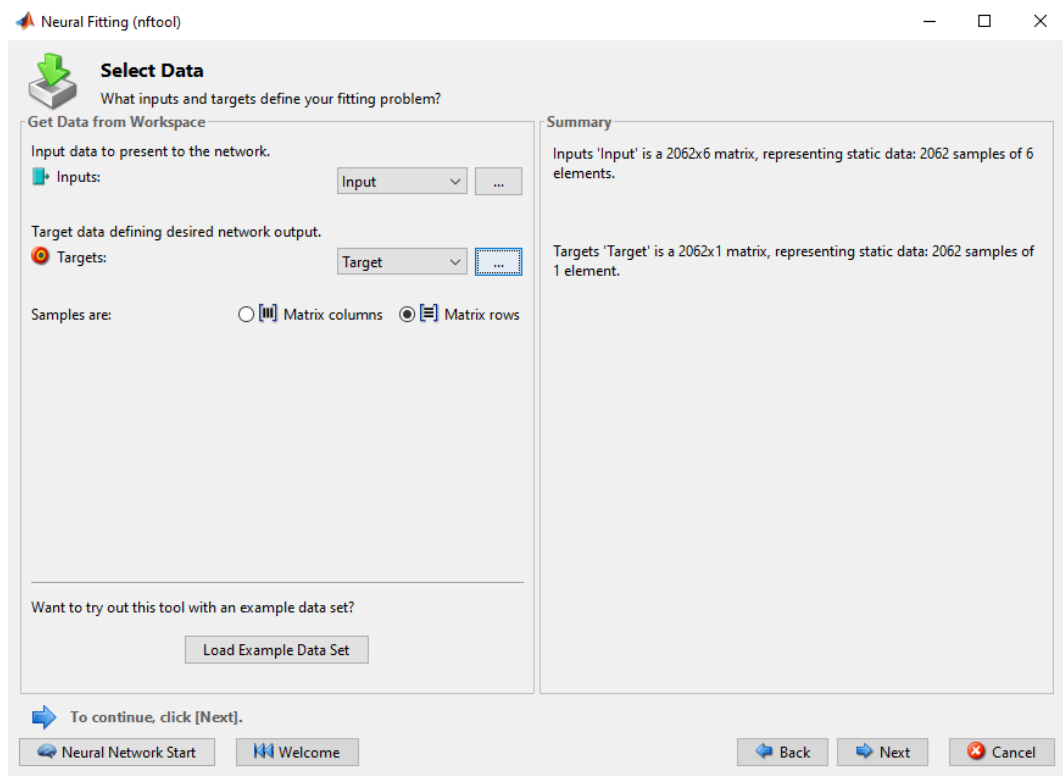 Neural Fitting (nftool)
Select Data
What inputs and targets define your fitting problem?
Get Data from Workspace
Input data to present to the network.
Inputs:
Input
...
Target data defining desired network output.
Targets:
Target
...
Samples are:
Matrix columns
Matrix rows
Want to try out this tool with an example data set?
Load Example Data Set
Summary
Inputs 'Input' is a 2062x6 matrix, representing static data: 2062 samples of 6
elements.
Targets 'Target' is a 2062x1 matrix, representing static data: 2062 samples of
1 element.
To continue, click [Next].
Neural Network Start
Welcome
Back
Next
Cancel